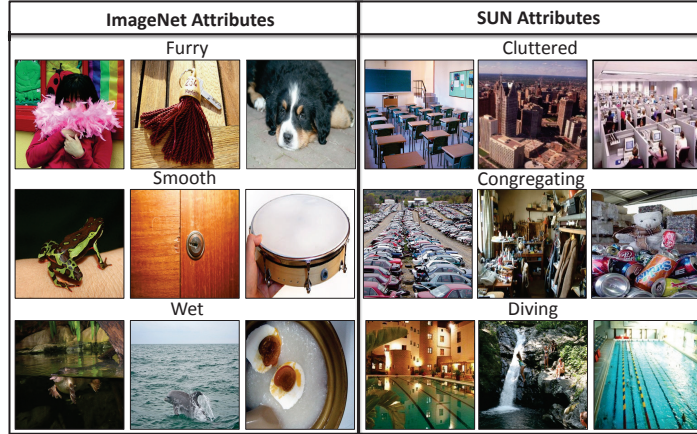 ImageNet Attributes
SUN Attributes
Furry
Cluttered
Smooth
Congregating
Wet
Diving